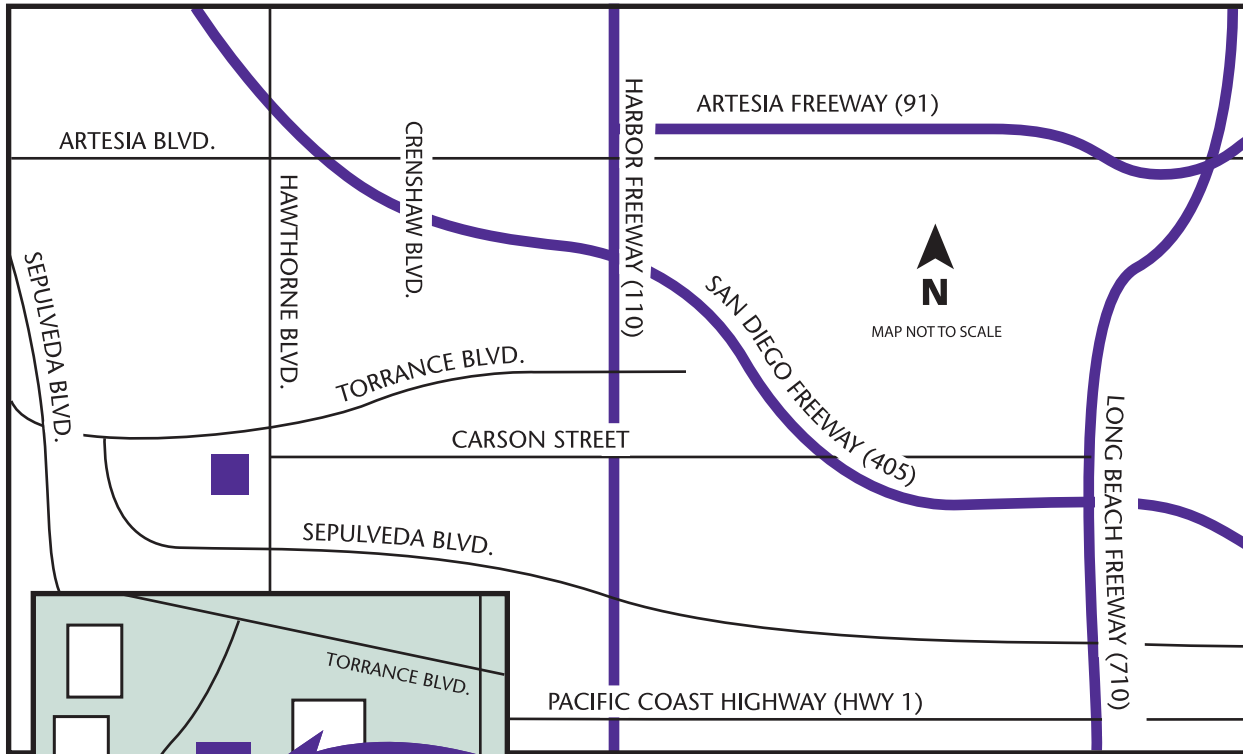 ARTESIA FREEWAY (91)
ARTESIA BLVD.
HARBOR FREEWAY (110)
CRENSHAW BLVD.
HAWTHORNE BLVD.
SEPULVEDA BLVD.
N
MAP NOT TO SCALE
SAN DIEGO FREEWAY (405)
TORRANCE BLVD.
CARSON STREET
LONG BEACH FREEWAY (710)
SEPULVEDA BLVD.
TORRANCE BLVD.
PACIFIC COAST HIGHWAY (HWY 1)